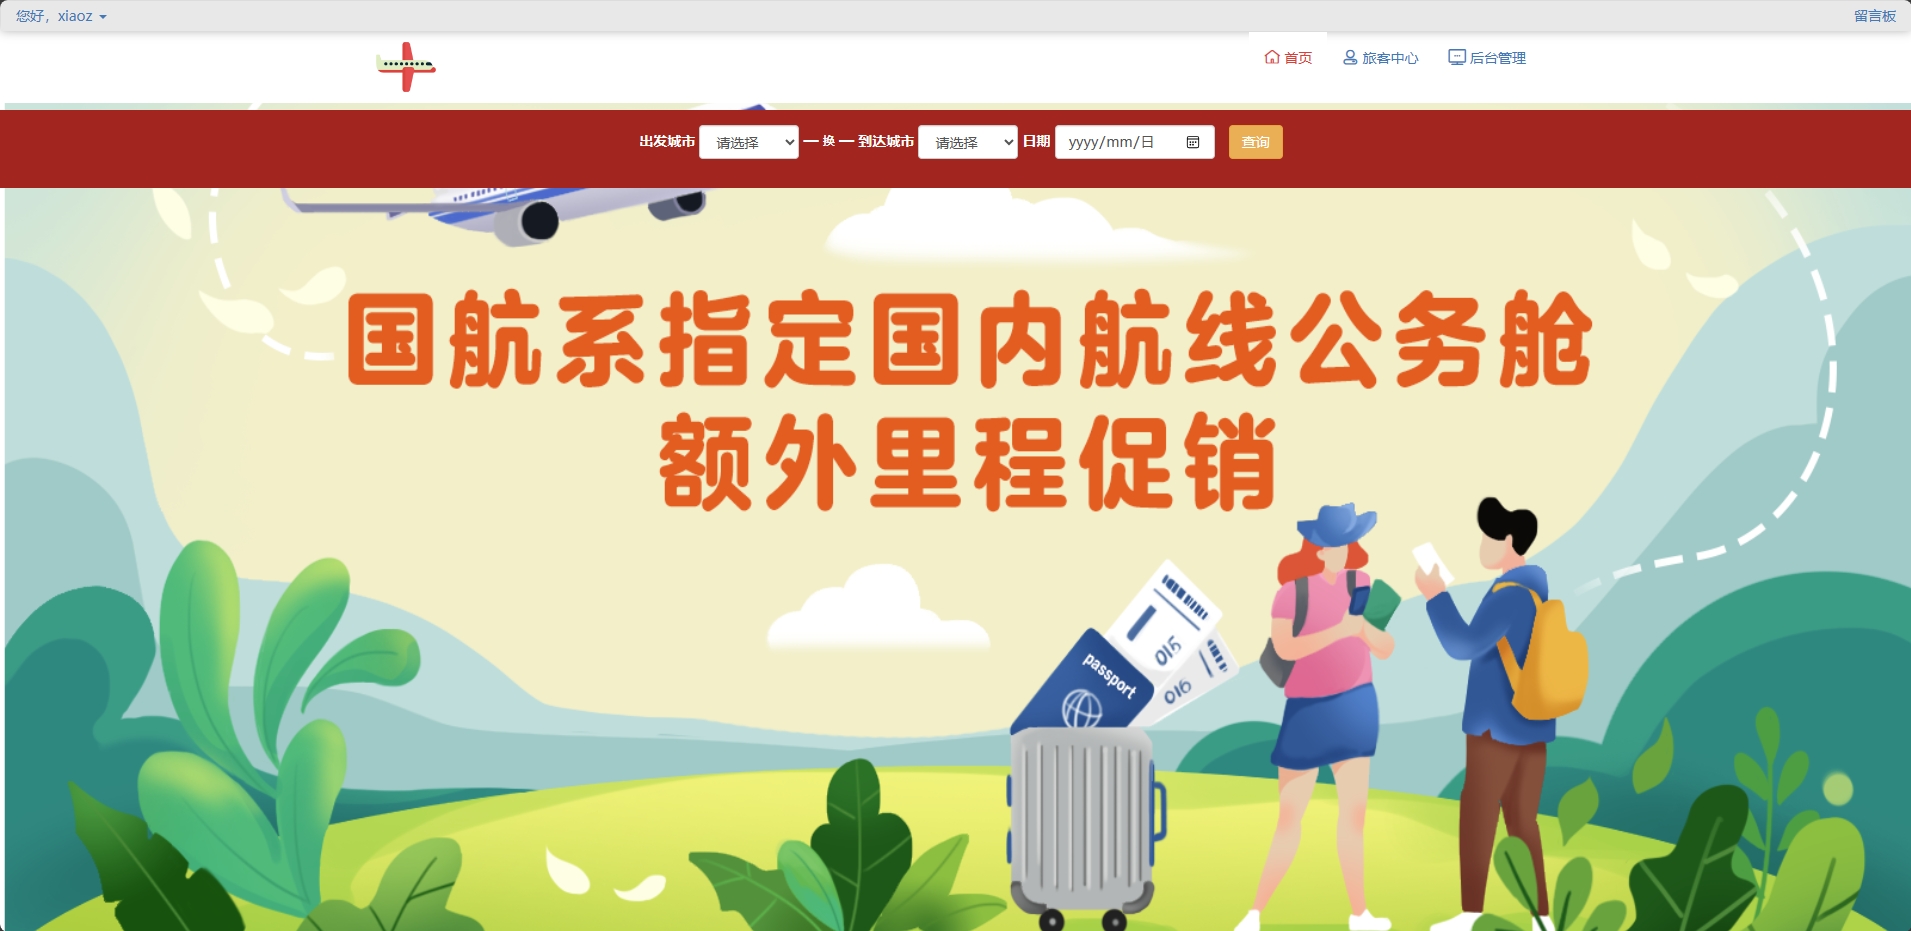 您好，xiaoz
留言板
首页 旅客中心 后台管理
出发城市 请选择 — 换 — 到达城市 请选择 日期 yyyy/mm/日 查询
国航系指定国内航线公务舱
额外里程促销
015
passport
016